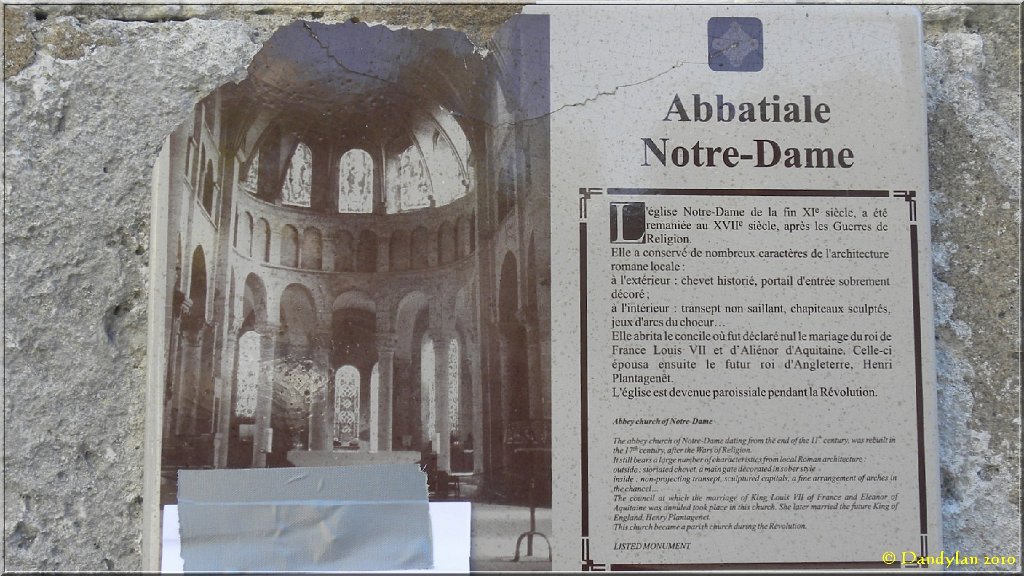 Abbatiale
Notre-Dame
L'église Notre-Dame de la fin XIe siècle, a été
remaniée au XVIIe siècle, après les Guerres de
Religion.
Elle a conservé de nombreux caractères de l'architecture
romane locale :
à l'extérieur : chevet historié, portail d'entrée sobrement
décoré ;
à l'intérieur : transept non saillant, chapiteaux sculptés,
jeux d'arcs du choeur...
Elle abrita le concile où fut déclaré nul le mariage du roi de
France Louis VII et d'Aliénor d'Aquitaine. Celle-ci
épousa ensuite le futur roi d'Angleterre, Henri
Plantagenêt.
L'église est devenue paroissiale pendant la Révolution.
Abbey church of Notre-Dame
The abbey church of Notre-Dame dating from the end of the 11th century, was rebuilt in
the 17th century, after the Wars of Religion.
It still bears a large number of characteristics from local Roman architecture :
outside : storiated chevet, a main gate decorated in sober style
inside : non-projecting transept, sculptured capitals, a fine arrangement of arches in
the chancel...
The council at which the marriage of King Louis VII of France and Eleanor of
Aquitaine was annuled took place in this church. She later married the future King of
England, Henry Plantagenet.
This church became a parish church during the Revolution.
LISTED MONUMENT
© Dandylan 2010